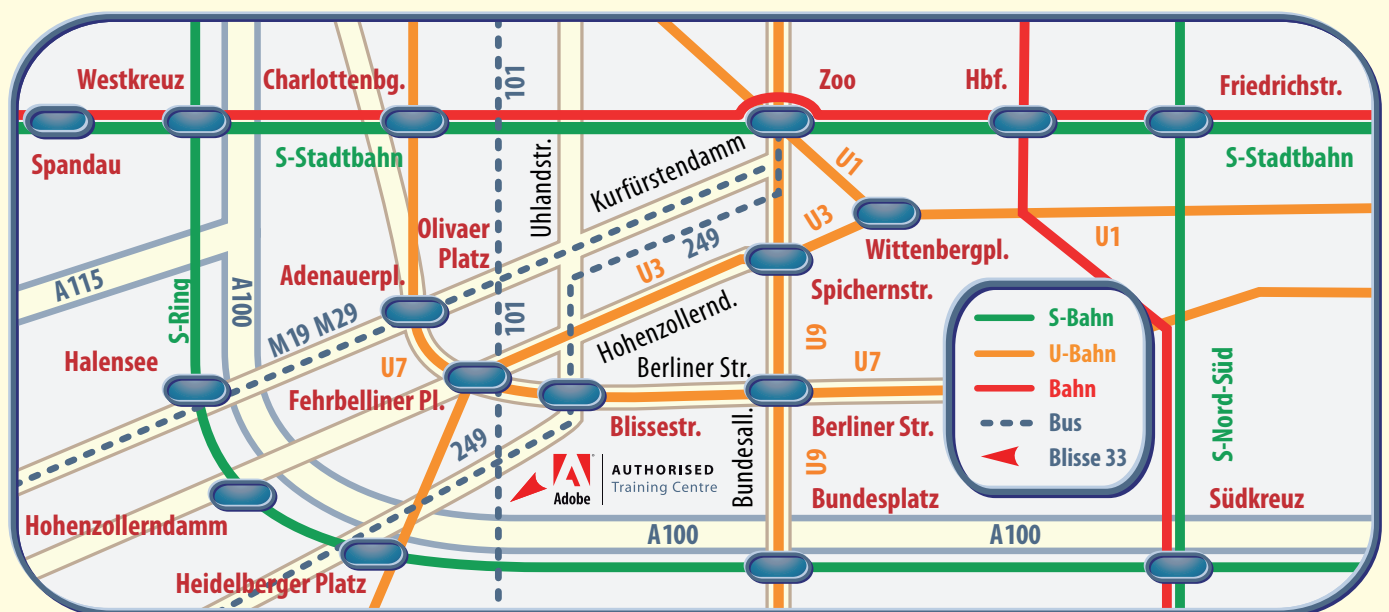 Westkreuz
Charlottenbg.
101
Zoo
Hbf.
Friedrichstr.
Spandau
S-Stadtbahn
Uhlandstr.
Kurfürstendamm
U1
S-Stadtbahn
Olivaer
Platz
U3
249
U3
Wittenbergpl.
U1
A115
A100
S-Ring
Adenauerpl.
Spichernstr.
M19 M29
101
Hohenzollernd.
U9
S-Bahn
Halensee
U7
Berliner Str.
U7
U-Bahn
Fehrbelliner Pl.
Bahn
S-Nord-Süd
Blissestr.
Berliner Str.
Bus
249
Bundesall.
U9
Blisse 33
Adobe
AUTHORISED
Training Centre
Bundesplatz
Südkreuz
Hohenzollerndamm
A100
A100
Heidelberger Platz